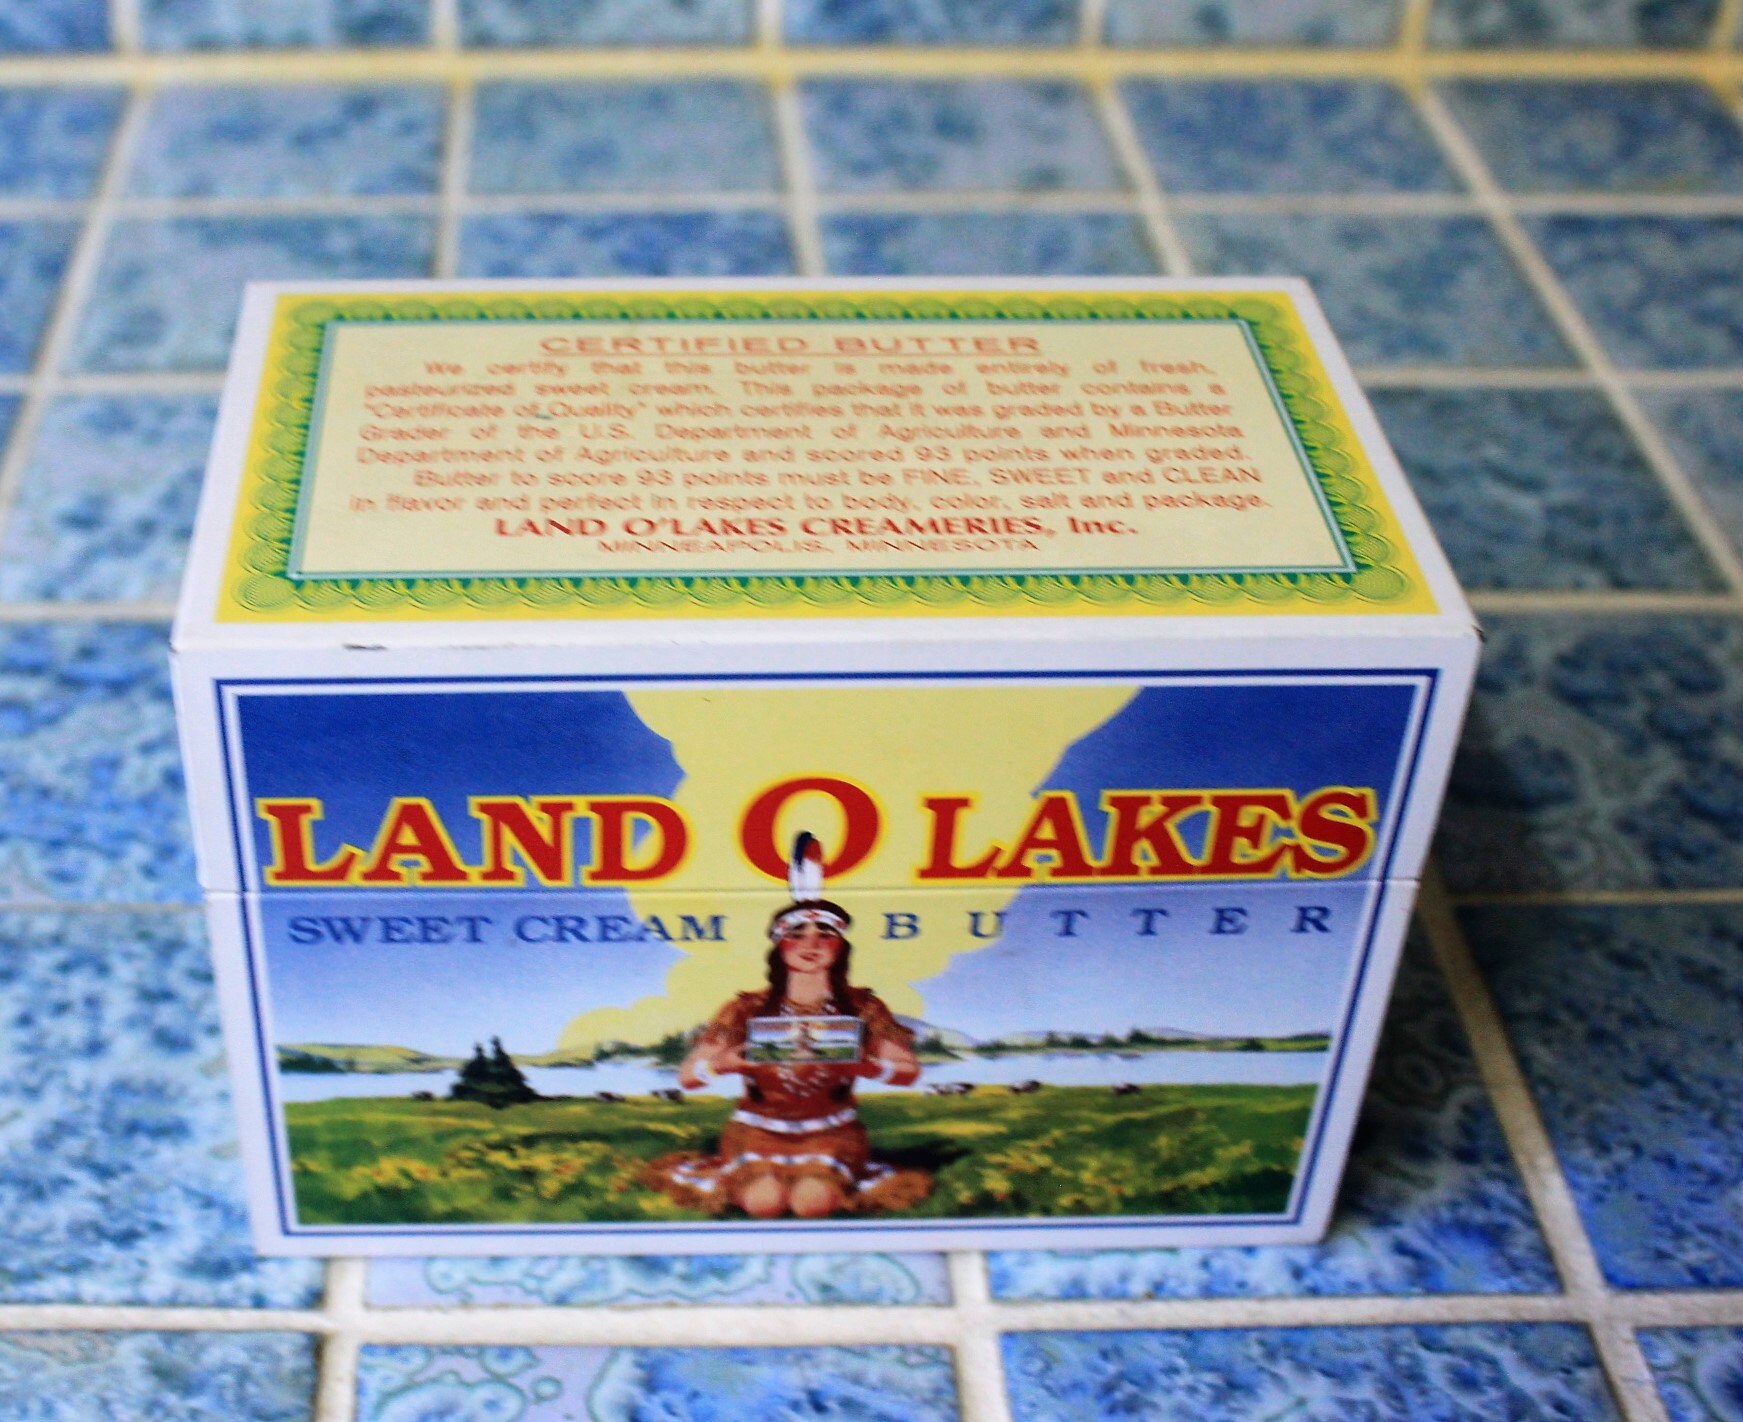 CERTIFIED BUTTER
We certify that this butter is made entirely of fresh,
pasteurized sweet cream. This package of butter contains a
"Certificate of Quality" which certifies that it was graded by a Butter
Grader of the U.S. Department of Agriculture and Minnesota
Department of Agriculture and scored 93 points when graded.
Butter to score 93 points must be FINE, SWEET and CLEAN
in flavor and perfect in respect to body, color, salt and package.
LAND O'LAKES CREAMERIES, Inc.
MINNEAPOLIS, MINNESOTA
LAND O LAKES
SWEET CREAM BUTTER